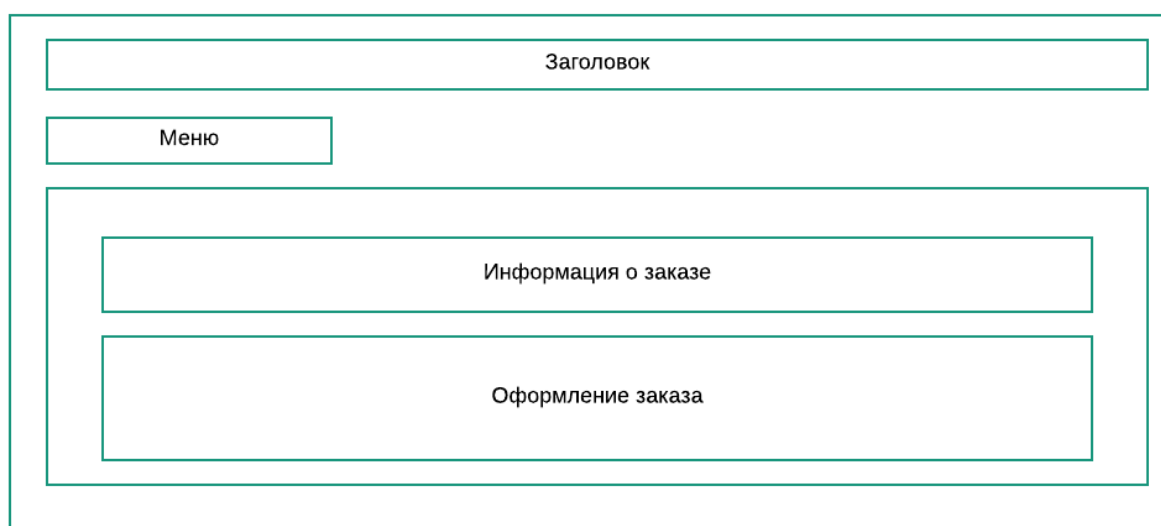 Заголовок
Меню
Информация о заказе
Оформление заказа